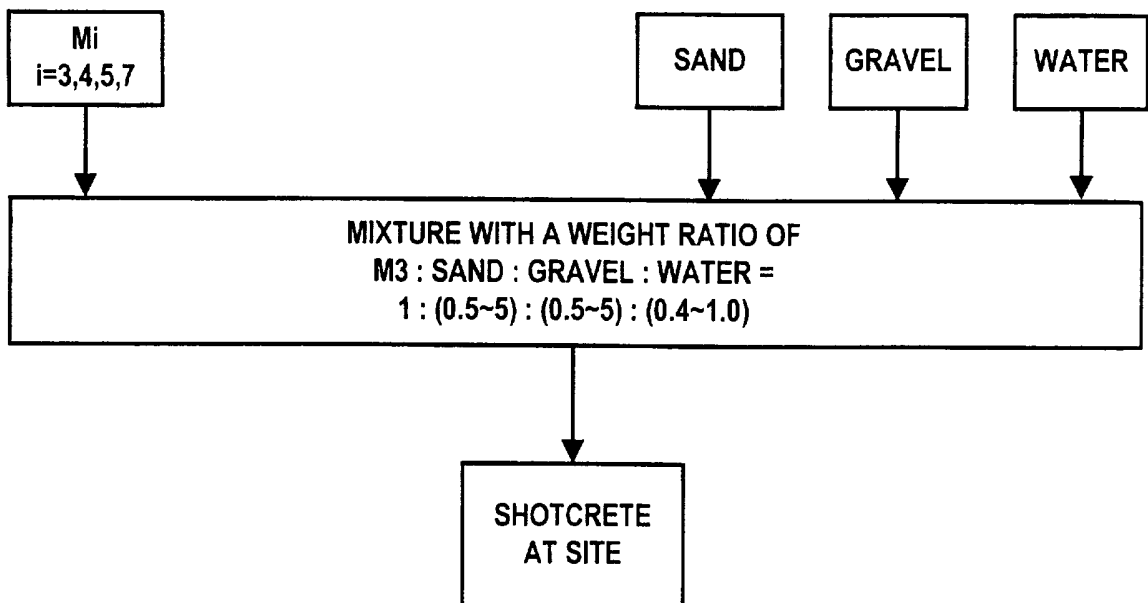 Mi
i=3,4,5,7
SAND
GRAVEL
WATER
MIXTURE WITH A WEIGHT RATIO OF
M3 : SAND : GRAVEL : WATER =
1 : (0.5~5) : (0.5~5) : (0.4~1.0)
SHOTCRETE
AT SITE